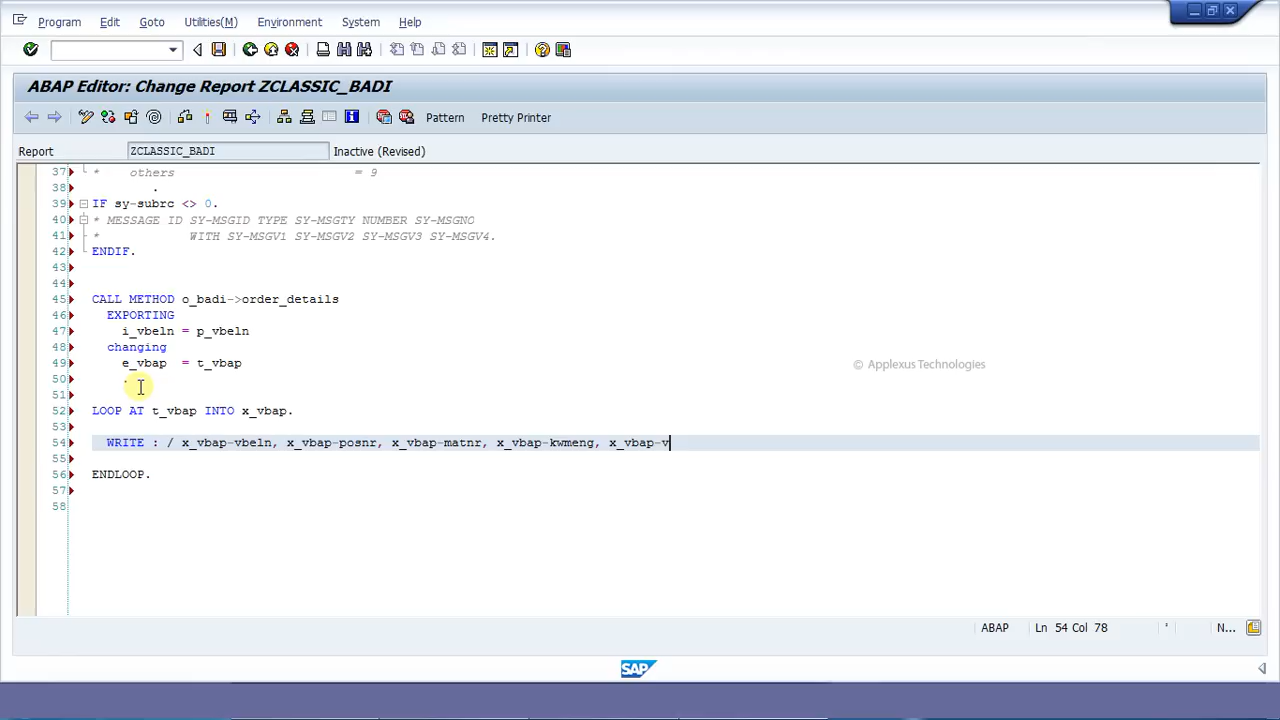 Program Edit Goto Utilities(M) Environment System Help
ABAP Editor: Change Report ZCLASSIC_BADI
Pattern Pretty Printer
Report ZCLASSIC_BADI Inactive (Revised)
37 * others = 9
38 .
39 IF sy-subrc <> 0.
40 * MESSAGE ID SY-MSGID TYPE SY-MSGTY NUMBER SY-MSGNO
41 * WITH SY-MSGV1 SY-MSGV2 SY-MSGV3 SY-MSGV4.
42 ENDIF.
43
44
45 CALL METHOD o_badi->order_details
46 EXPORTING
47 i_vbeln = p_vbeln
48 changing
49 e_vbap = t_vbap
50 .
51
52 LOOP AT t_vbap INTO x_vbap.
53
54 WRITE : / x_vbap-vbeln, x_vbap-posnr, x_vbap-matnr, x_vbap-kwmeng, x_vbap-v
55
56 ENDLOOP.
57
58
© Applexus Technologies
ABAP Ln 54 Col 78 N...
SAP